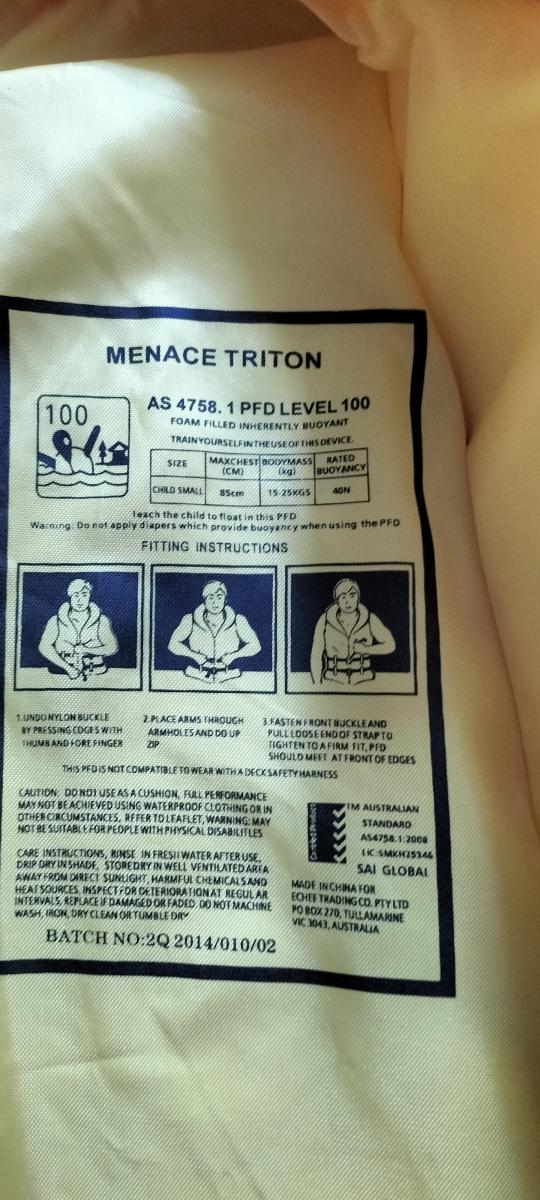 MENACE TRITON
100
AS 4758. 1 PFD LEVEL 100
FOAM FILLED INHERENTLY BUOYANT
TRAIN YOURSELF IN THE USE OF THIS DEVICE.
SIZE MAXCHEST (CM) BODYMASS (kg) RATED BUOYANCY
CHILD SMALL 85cm 15-25KGS 40N
Teach the child to float in this PFD
Warning: Do not apply diapers which provide buoyancy when using the PFD
FITTING INSTRUCTIONS
1.UNDO NYLON BUCKLE
BY PRESSING EDGES WITH
THUMB AND FORE FINGER
2.PLACE ARMS THROUGH
ARMHOLES AND DO UP
ZIP
3.FASTEN FRONT BUCKLE AND
PULL LOOSE END OF STRAP TO
TIGHTEN TO A FIRM FIT, PFD
SHOULD MEET AT FRONT OF EDGES
THIS PFD IS NOT COMPATIBLE TO WEAR WITH A DECK SAFETY HARNESS
CAUTION: DO NOT USE AS A CUSHION, FULL PERFORMANCE
MAY NOT BE ACHIEVED USING WATERPROOF CLOTHING OR IN
OTHER CIRCUMSTANCES, REFER TO LEAFLET, WARNING: MAY
NOT BE SUITABLE FOR PEOPLE WITH PHYSICAL DISABILITLES
CARE INSTRUCTIONS, RINSE IN FRESH WATER AFTER USE,
DRIP DRY IN SHADE, STORE DRY IN WELL VENTILATED AREA
AWAY FROM DIRECT SUNLIGHT, HARMFUL CHEMICALS AND
HEAT SOURCES, INSPECT FOR DETERIORATION AT REGULAR
INTERVALS, REPLACE IF DAMAGED OR FADED. DO NOT MACHINE
WASH, IRON, DRY CLEAN OR TUMBLE DRY
Certified Product
TM AUSTRALIAN
STANDARD
AS4758.1:2008
LIC:SMKH25346
SAI GLOBAL
MADE IN CHINA FOR
ECHEF TRADING CO. PTY LTD
PO BOX 270, TULLAMARINE
VIC 3043, AUSTRALIA
BATCH NO:2Q 2014/010/02